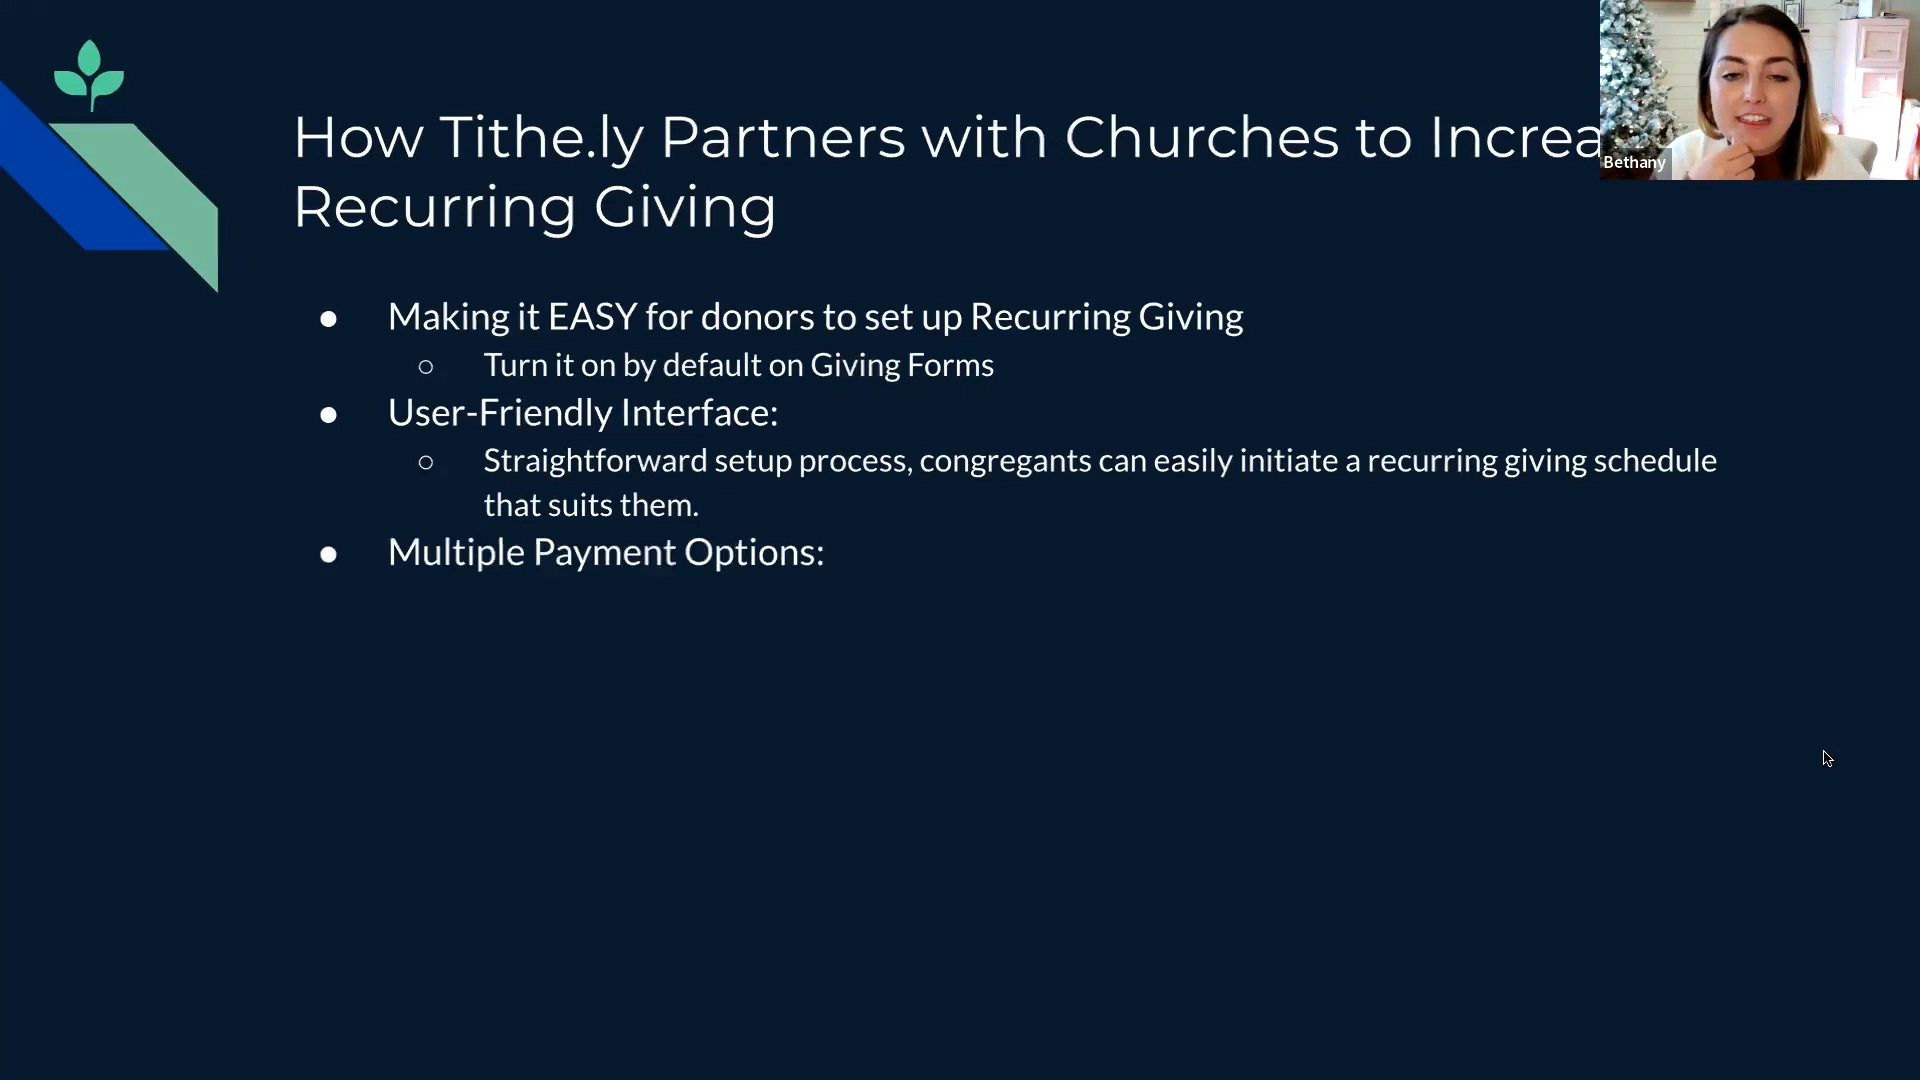 How Tithe.ly Partners with Churches to Increa
Recurring Giving
● Making it EASY for donors to set up Recurring Giving
○ Turn it on by default on Giving Forms
● User-Friendly Interface:
○ Straightforward setup process, congregants can easily initiate a recurring giving schedule
that suits them.
● Multiple Payment Options:
Bethany